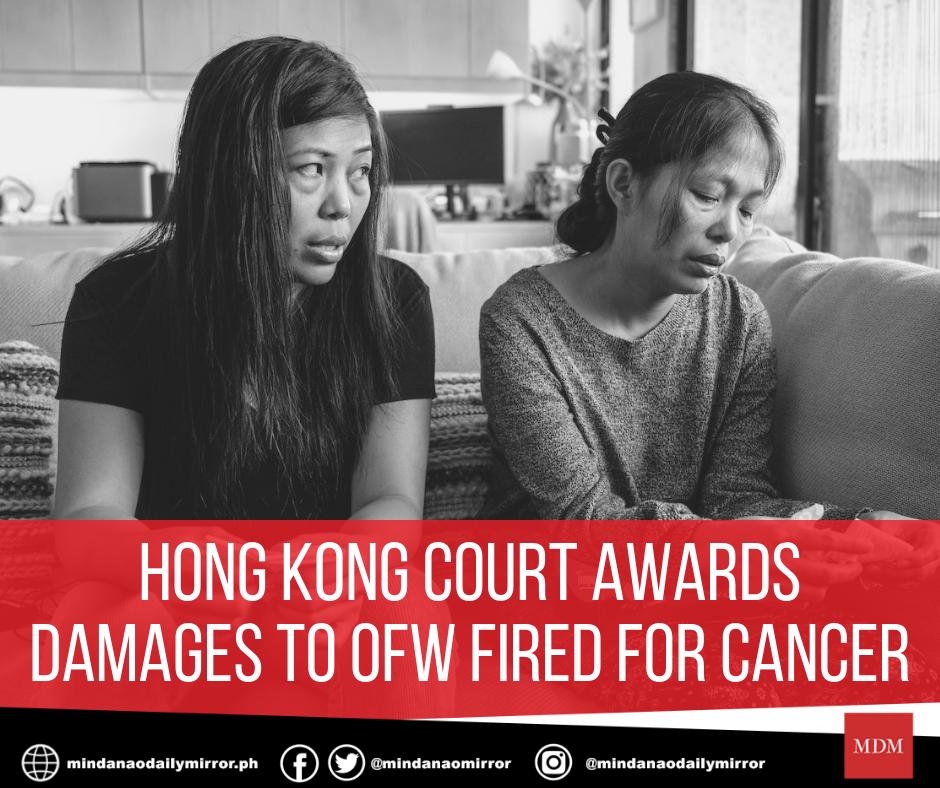 HONG KONG COURT AWARDS
DAMAGES TO OFW FIRED FOR CANCER
mindanaodailymirror.ph @mindanaomirror @mindanaodailymirror
MDM